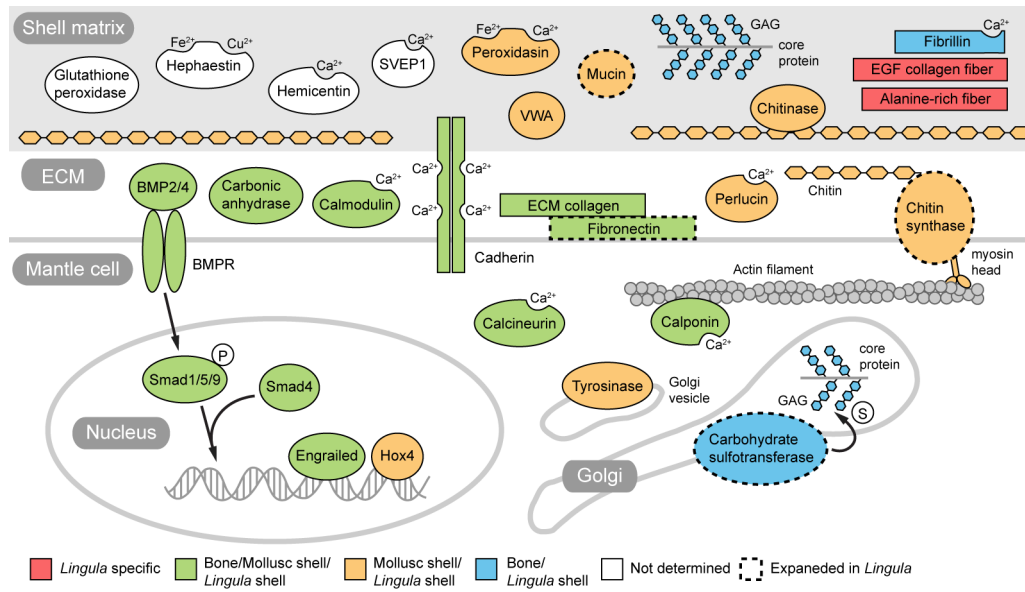 Shell matrix
Fe²⁺
Cu²⁺
Hephaestin
Glutathione
peroxidase
Ca²⁺
Hemicentin
Ca²⁺
SVEP1
Fe²⁺
Ca²⁺
Peroxidasin
Mucin
VWA
GAG
core
protein
Chitinase
Ca²⁺
Fibrillin
EGF collagen fiber
Alanine-rich fiber
ECM
BMP2/4
Carbonic
anhydrase
Ca²⁺
Calmodulin
Ca²⁺
Ca²⁺
Ca²⁺
Ca²⁺
Cadherin
ECM collagen
Fibronectin
Ca²⁺
Perlucin
Chitin
Chitin
synthase
myosin
head
Mantle cell
BMPR
Actin filament
Ca²⁺
Calcineurin
Calponin
Ca²⁺
P
Smad1/5/9
Smad4
Nucleus
Engrailed
Hox4
Tyrosinase
Golgi
vesicle
core
protein
GAG
S
Carbohydrate
sulfotransferase
Golgi
Lingula specific
Bone/Mollusc shell/
Lingula shell
Mollusc shell/
Lingula shell
Bone/
Lingula shell
Not determined
Expaneded in Lingula